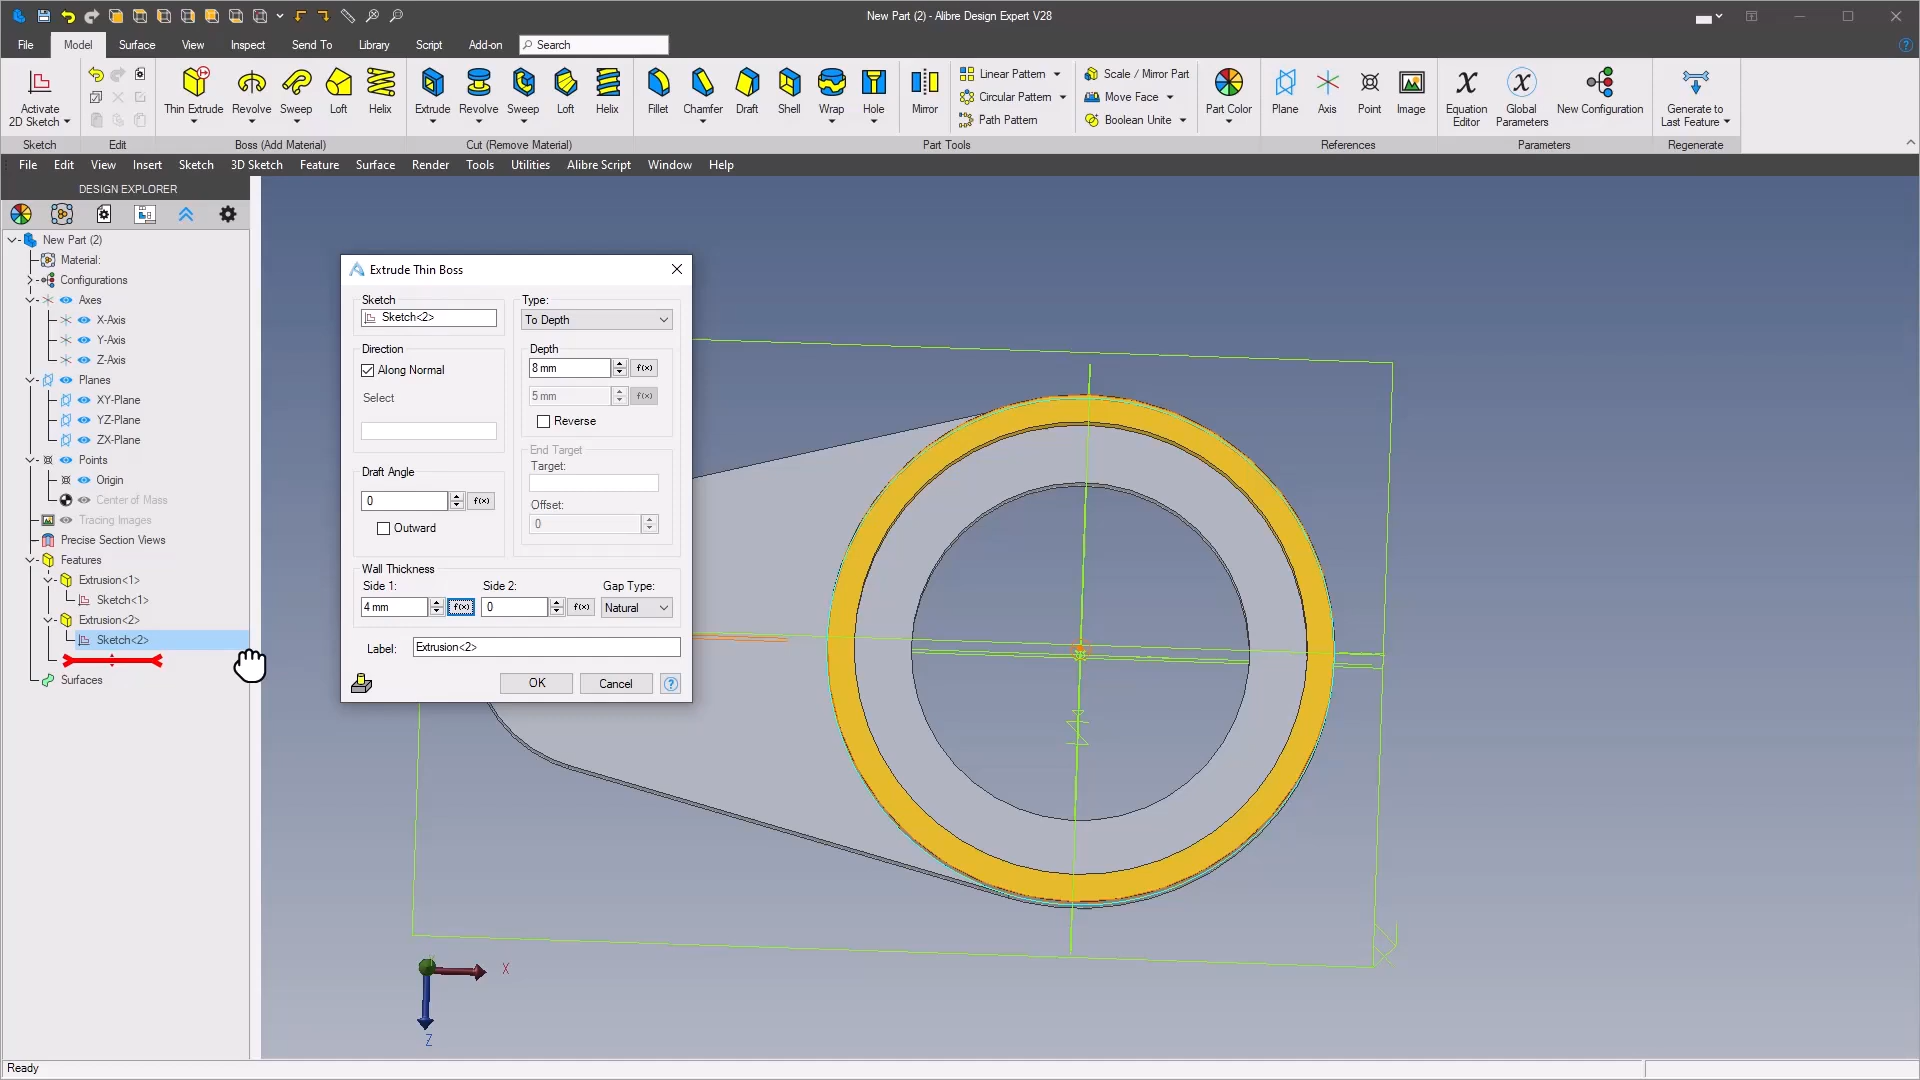 New Part (2) - Alibre Design Expert V28
File Model Surface View Inspect Send To Library Script Add-on Search
Activate 2D Sketch
Thin Extrude Revolve Sweep Loft Helix
Extrude Revolve Sweep Loft Helix
Fillet Chamfer Draft Shell Wrap Hole Mirror
Linear Pattern
Circular Pattern
Path Pattern
Scale / Mirror Part
Move Face
Boolean Unite
Part Color
Plane Axis Point Image
Equation Editor
Global Parameters
New Configuration
Generate to Last Feature
Sketch Edit Boss (Add Material) Cut (Remove Material) Part Tools References Parameters Regenerate
File Edit View Insert Sketch 3D Sketch Feature Surface Render Tools Utilities Alibre Script Window Help
DESIGN EXPLORER
New Part (2)
Material:
Configurations
Axes
X-Axis
Y-Axis
Z-Axis
Planes
XY-Plane
YZ-Plane
ZX-Plane
Points
Origin
Center of Mass
Tracing Images
Precise Section Views
Features
Extrusion<1>
Sketch<1>
Extrusion<2>
Sketch<2>
Surfaces
Extrude Thin Boss
Sketch
Sketch<2>
Type:
To Depth
Direction
Along Normal
Select
Depth
8 mm f(x)
5 mm f(x)
Reverse
End Target
Target:
Offset:
0
Draft Angle
0 f(x)
Outward
Wall Thickness
Side 1: Side 2: Gap Type:
4 mm f(x) 0 f(x) Natural
Label: Extrusion<2>
OK Cancel ?
X
Z
Ready